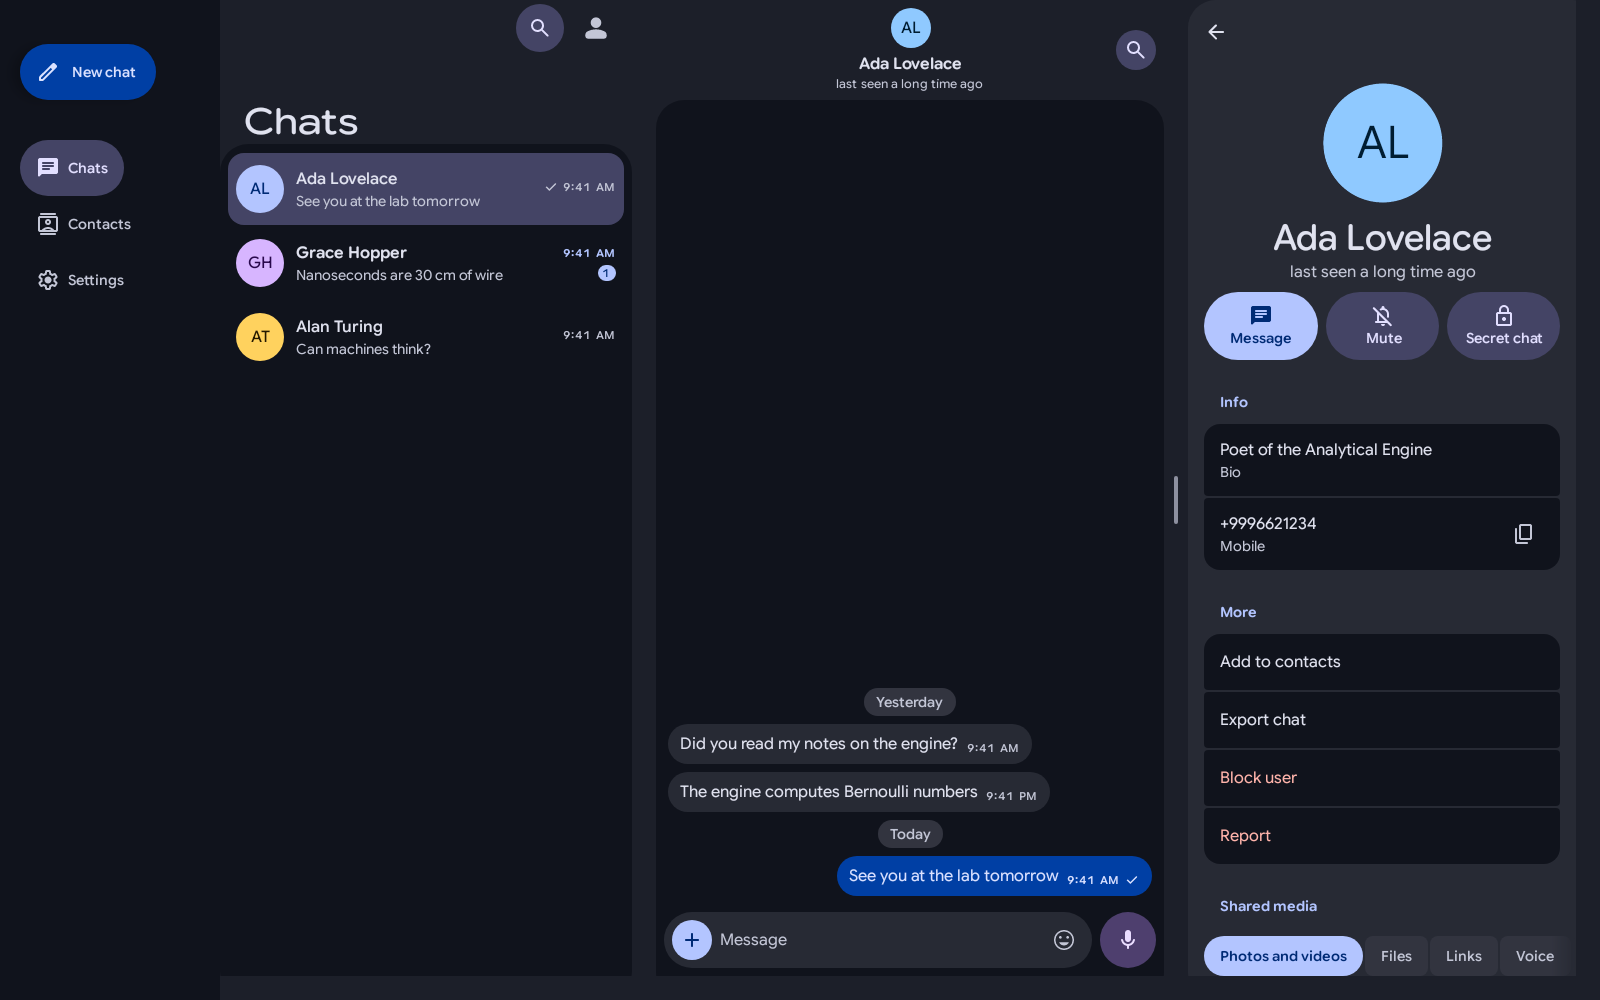 New chat
Chats
Contacts
Settings
Chats
AL
Ada Lovelace
9:41 AM
See you at the lab tomorrow
GH
Grace Hopper
9:41 AM
Nanoseconds are 30 cm of wire
1
AT
Alan Turing
9:41 AM
Can machines think?
AL
Ada Lovelace
last seen a long time ago
Yesterday
Did you read my notes on the engine? 9:41 AM
The engine computes Bernoulli numbers 9:41 PM
Today
See you at the lab tomorrow 9:41 AM
Message
AL
Ada Lovelace
last seen a long time ago
Message
Mute
Secret chat
Info
Poet of the Analytical Engine
Bio
+9996621234
Mobile
More
Add to contacts
Export chat
Block user
Report
Shared media
Photos and videos
Files
Links
Voice